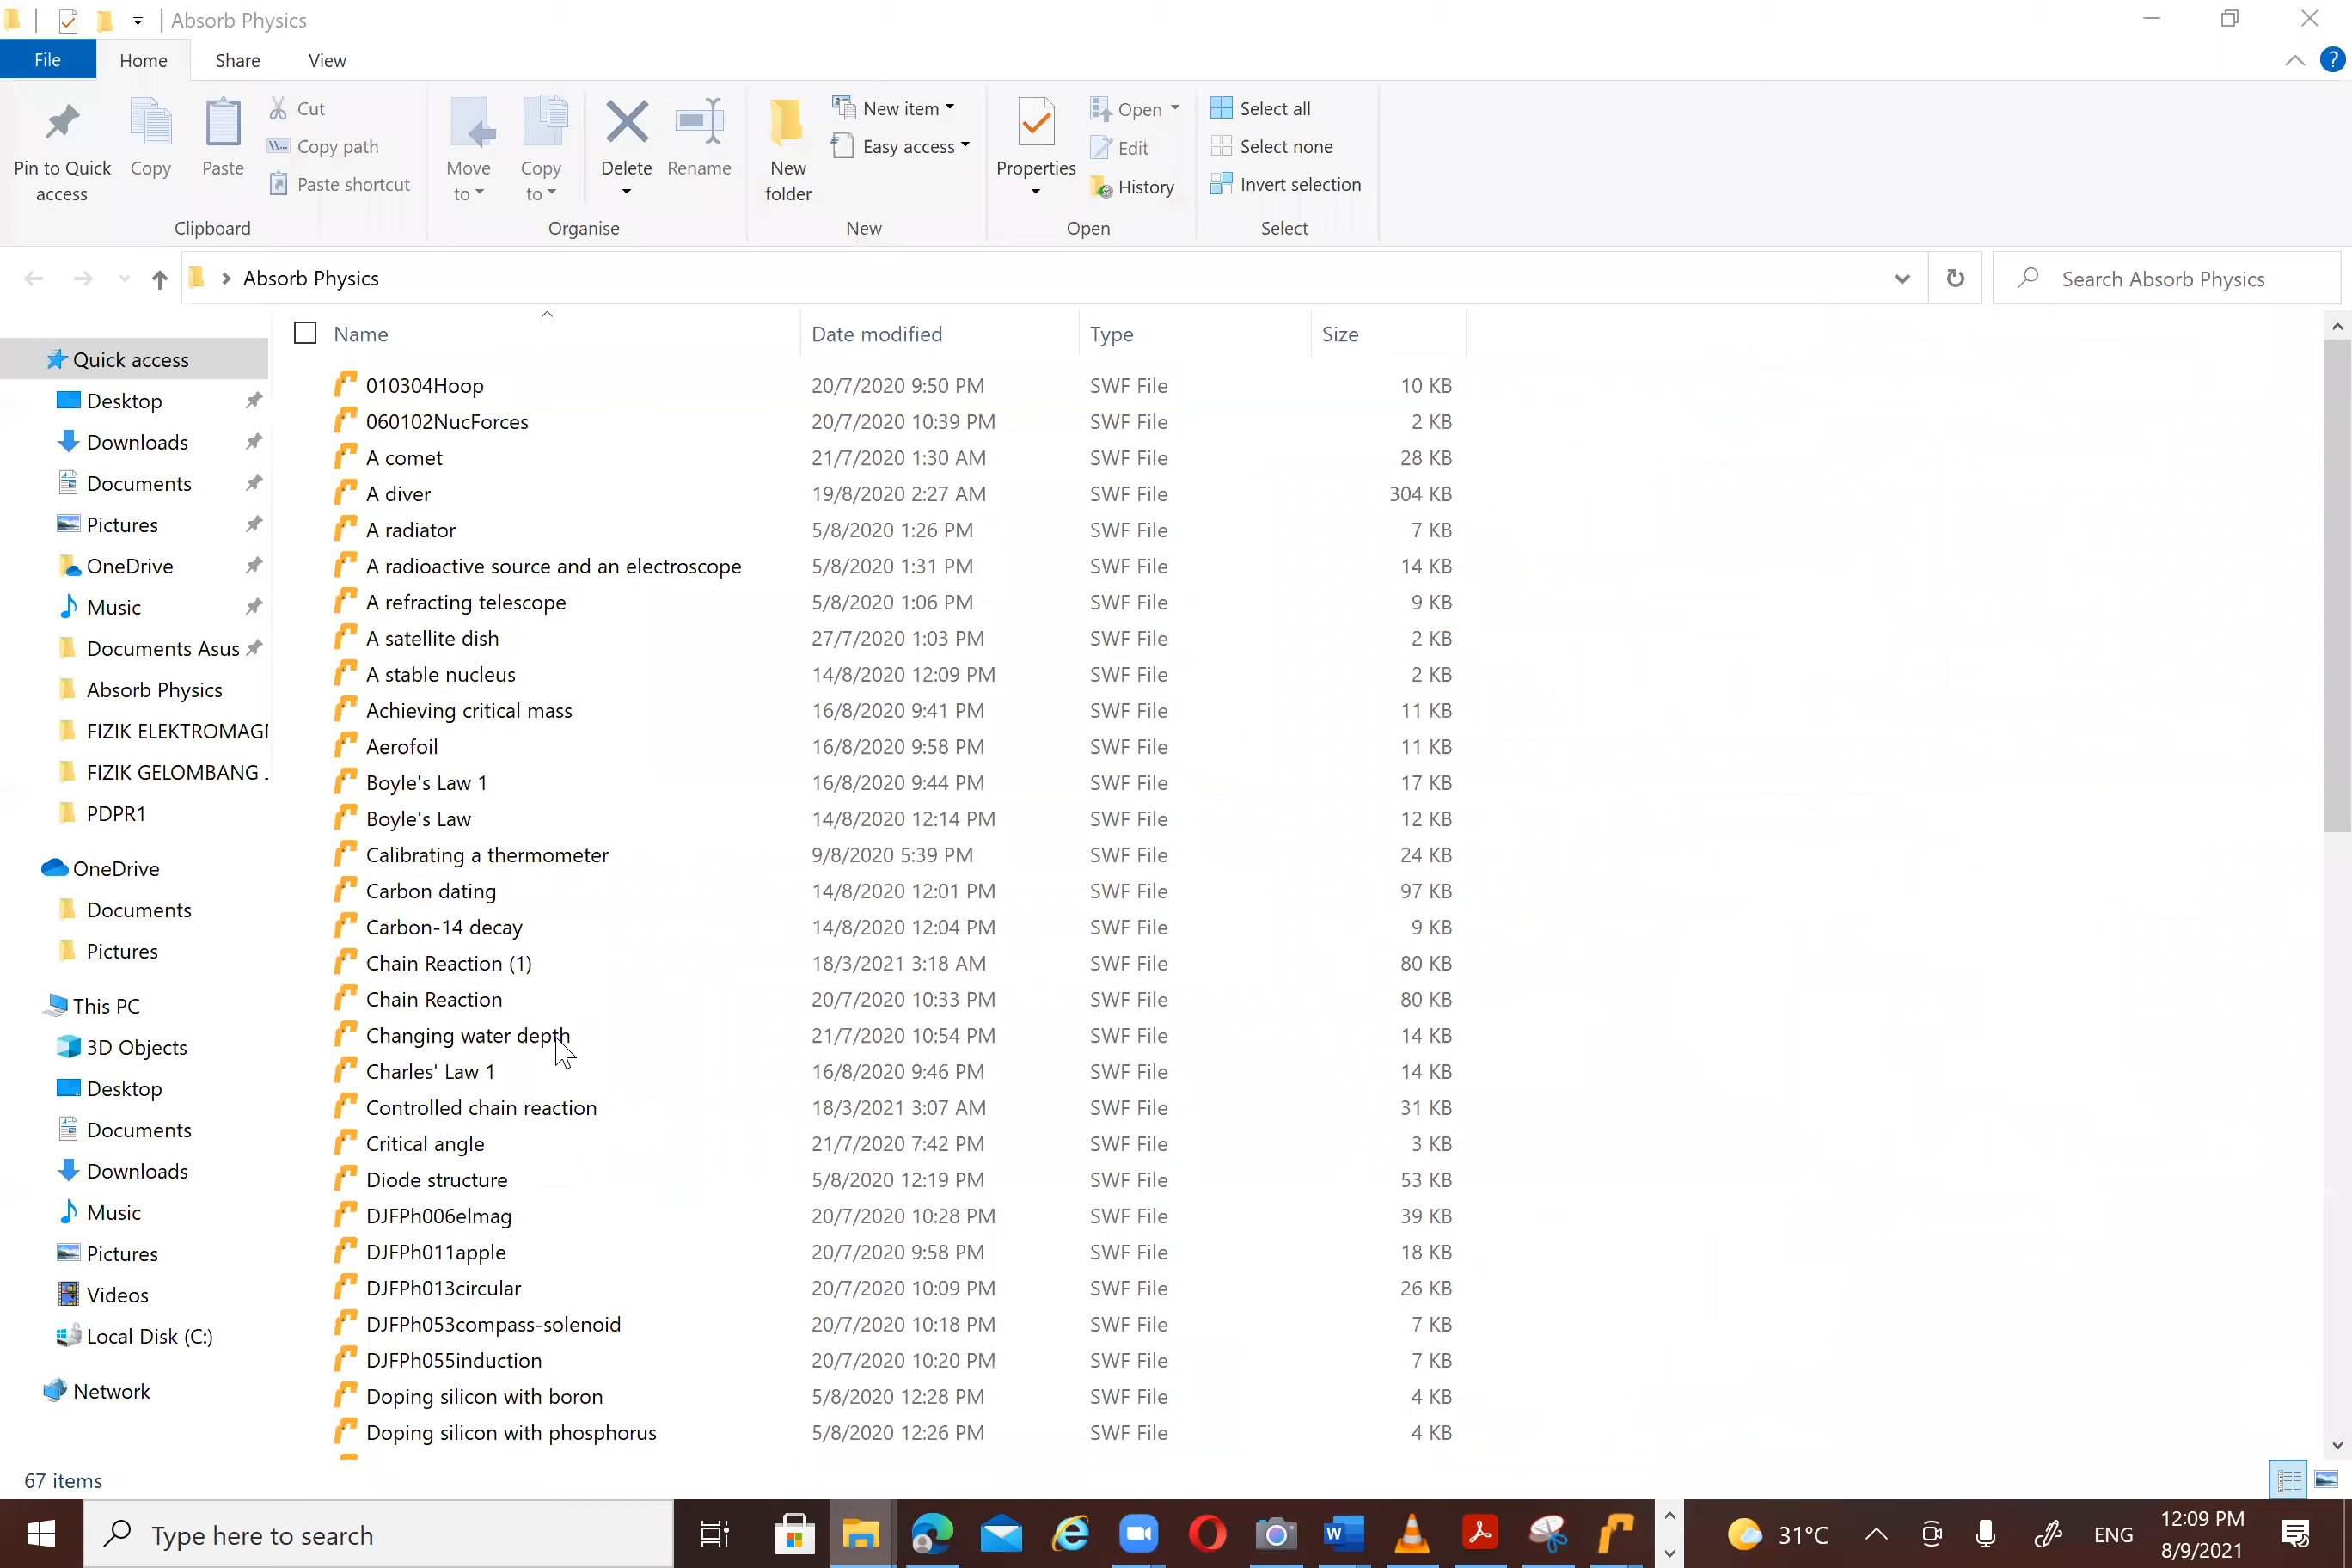 Absorb Physics
File Home Share View
Pin to Quick access
Copy
Paste
Cut
Copy path
Paste shortcut
Clipboard
Move to
Copy to
Delete
Rename
Organise
New folder
New item
Easy access
New
Properties
Open
Edit
History
Open
Select all
Select none
Invert selection
Select
Absorb Physics
Search Absorb Physics
Quick access
Desktop
Downloads
Documents
Pictures
OneDrive
Music
Documents Asus
Absorb Physics
FIZIK ELEKTROMAGI
FIZIK GELOMBANG .
PDPR1
OneDrive
Documents
Pictures
This PC
3D Objects
Desktop
Documents
Downloads
Music
Pictures
Videos
Local Disk (C:)
Network
Name Date modified Type Size
010304Hoop 20/7/2020 9:50 PM SWF File 10 KB
060102NucForces 20/7/2020 10:39 PM SWF File 2 KB
A comet 21/7/2020 1:30 AM SWF File 28 KB
A diver 19/8/2020 2:27 AM SWF File 304 KB
A radiator 5/8/2020 1:26 PM SWF File 7 KB
A radioactive source and an electroscope 5/8/2020 1:31 PM SWF File 14 KB
A refracting telescope 5/8/2020 1:06 PM SWF File 9 KB
A satellite dish 27/7/2020 1:03 PM SWF File 2 KB
A stable nucleus 14/8/2020 12:09 PM SWF File 2 KB
Achieving critical mass 16/8/2020 9:41 PM SWF File 11 KB
Aerofoil 16/8/2020 9:58 PM SWF File 11 KB
Boyle's Law 1 16/8/2020 9:44 PM SWF File 17 KB
Boyle's Law 14/8/2020 12:14 PM SWF File 12 KB
Calibrating a thermometer 9/8/2020 5:39 PM SWF File 24 KB
Carbon dating 14/8/2020 12:01 PM SWF File 97 KB
Carbon-14 decay 14/8/2020 12:04 PM SWF File 9 KB
Chain Reaction (1) 18/3/2021 3:18 AM SWF File 80 KB
Chain Reaction 20/7/2020 10:33 PM SWF File 80 KB
Changing water depth 21/7/2020 10:54 PM SWF File 14 KB
Charles' Law 1 16/8/2020 9:46 PM SWF File 14 KB
Controlled chain reaction 18/3/2021 3:07 AM SWF File 31 KB
Critical angle 21/7/2020 7:42 PM SWF File 3 KB
Diode structure 5/8/2020 12:19 PM SWF File 53 KB
DJFPh006elmag 20/7/2020 10:28 PM SWF File 39 KB
DJFPh011apple 20/7/2020 9:58 PM SWF File 18 KB
DJFPh013circular 20/7/2020 10:09 PM SWF File 26 KB
DJFPh053compass-solenoid 20/7/2020 10:18 PM SWF File 7 KB
DJFPh055induction 20/7/2020 10:20 PM SWF File 7 KB
Doping silicon with boron 5/8/2020 12:28 PM SWF File 4 KB
Doping silicon with phosphorus 5/8/2020 12:26 PM SWF File 4 KB
67 items
Type here to search
31°C
ENG
12:09 PM
8/9/2021